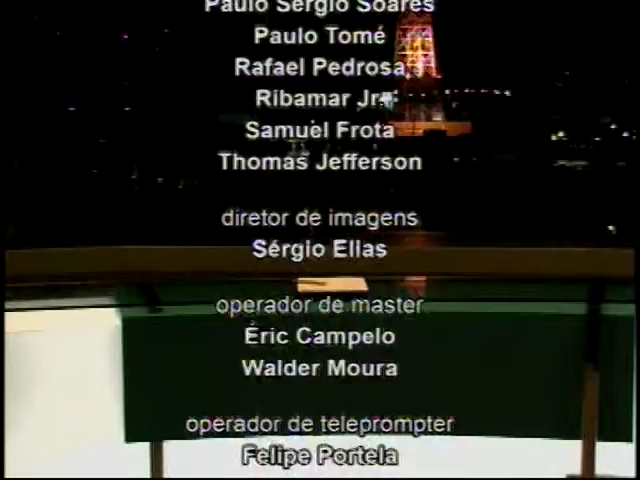 Paulo Sérgio Soares
Paulo Tomé
Rafael Pedrosa
Ribamar Jr.
Samuel Frota
Thomas Jefferson
diretor de imagens
Sérgio Elias
operador de master
Éric Campelo
Walder Moura
operador de teleprompter
Felipe Portela